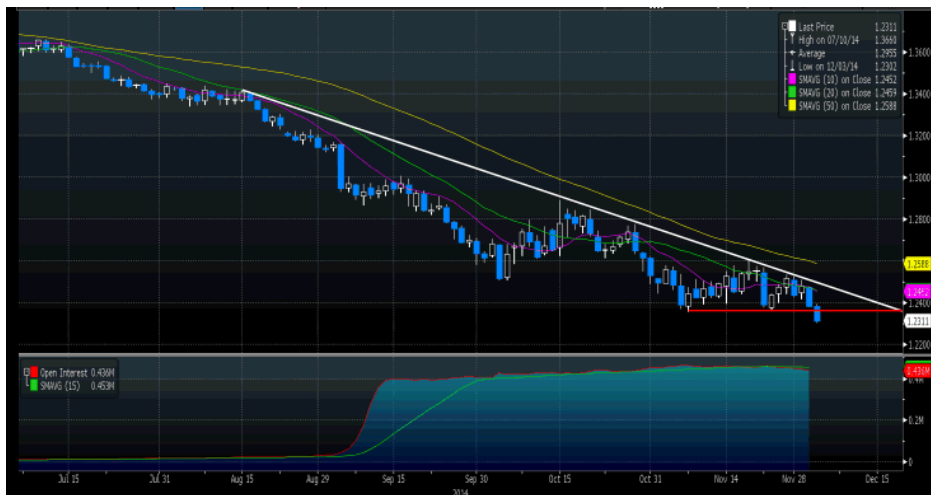 Last Price 1.2311
High on 07/10/14 1.3660
Average 1.2955
Low on 12/03/14 1.2302
SMAVG (10) on Close 1.2452
SMAVG (20) on Close 1.2459
SMAVG (50) on Close 1.2588
1.3600
1.3400
1.3200
1.3000
1.2800
1.2588
1.2452
1.2400
1.2311
1.2200
Open Interest 0.436M
SMAVG (15) 0.453M
0.436M
0.4M
0.2M
0
Jul 15
Jul 31
Aug 15
Aug 29
Sep 15
Sep 30
Oct 15
Oct 31
Nov 14
Nov 28
Dec 15
2014